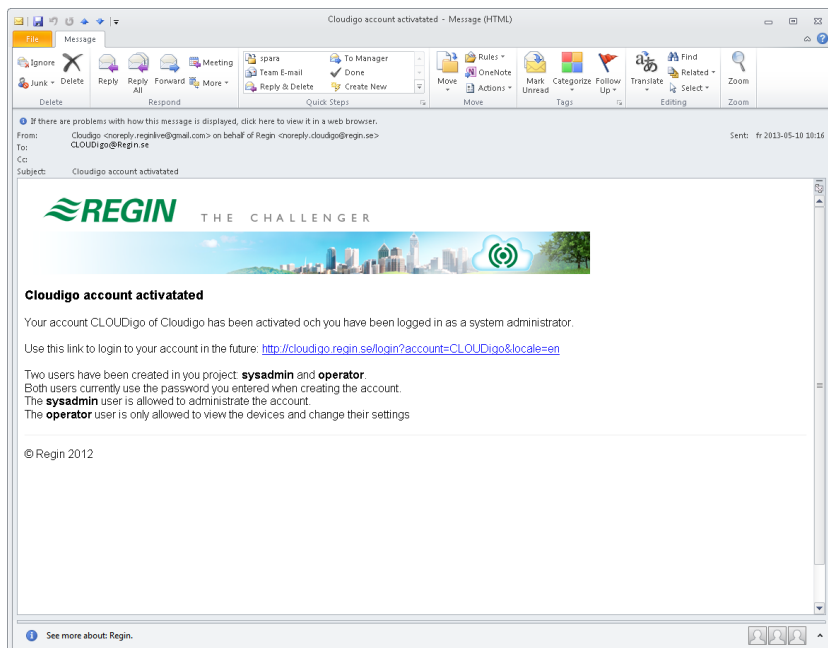 Cloudigo account activatated - Message (HTML)
File Message
Ignore
Junk
Delete
Reply
Reply All
Forward
Meeting
More
spara
Team E-mail
Reply & Delete
To Manager
Done
Create New
Move
Rules
OneNote
Actions
Mark Unread
Categorize
Follow Up
Translate
Find
Related
Select
Zoom
Delete Respond Quick Steps Move Tags Editing Zoom
If there are problems with how this message is displayed, click here to view it in a web browser.
From: Cloudigo <noreply.reginlive@gmail.com> on behalf of Regin <noreply.cloudigo@regin.se> Sent: fr 2013-05-10 10:16
To: CLOUDigo@Regin.se
Cc:
Subject: Cloudigo account activatated
REGIN THE CHALLENGER
Cloudigo account activatated
Your account CLOUDigo of Cloudigo has been activated och you have been logged in as a system administrator.
Use this link to login to your account in the future: http://cloudigo.regin.se/login?account=CLOUDigo&locale=en
Two users have been created in you project: sysadmin and operator.
Both users currently use the password you entered when creating the account.
The sysadmin user is allowed to administrate the account.
The operator user is only allowed to view the devices and change their settings
© Regin 2012
See more about: Regin.